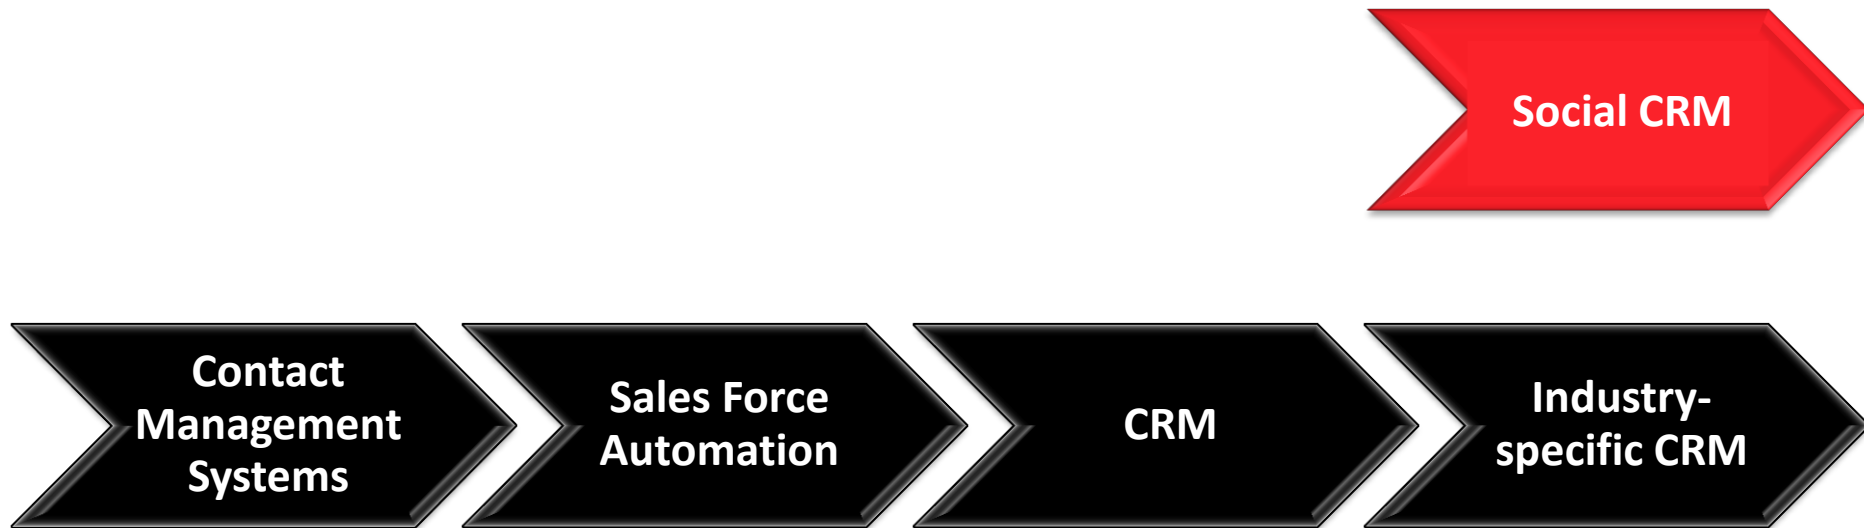 Social CRM
Contact
Management
Systems
Sales Force
Automation
CRM
Industry-
specific CRM